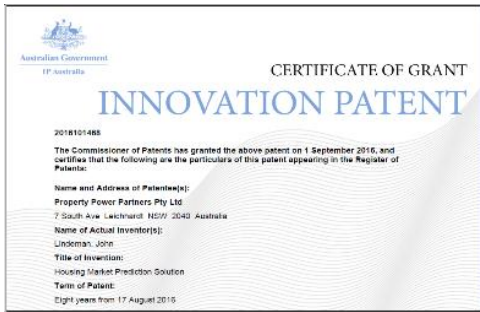 Australian Government
IP Australia
CERTIFICATE OF GRANT
INNOVATION PATENT
2016101468
The Commissioner of Patents has granted the above patent on 1 September 2016, and
certifies that the following are the particulars of this patent appearing in the Register of
Patents:
Name and Address of Patentee(s):
Property Power Partners Pty Ltd
7 South Ave Leichhardt NSW 2040 Australia
Name of Actual Inventor(s):
Lindeman, John
Title of Invention:
Housing Market Prediction Solution
Term of Patent:
Eight years from 17 August 2016